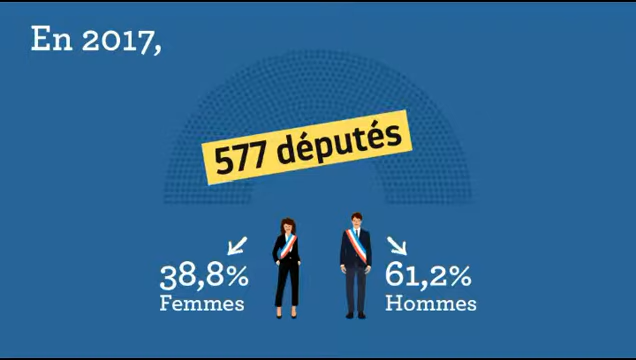 En 2017,
577 députés
38,8%
Femmes
61,2%
Hommes